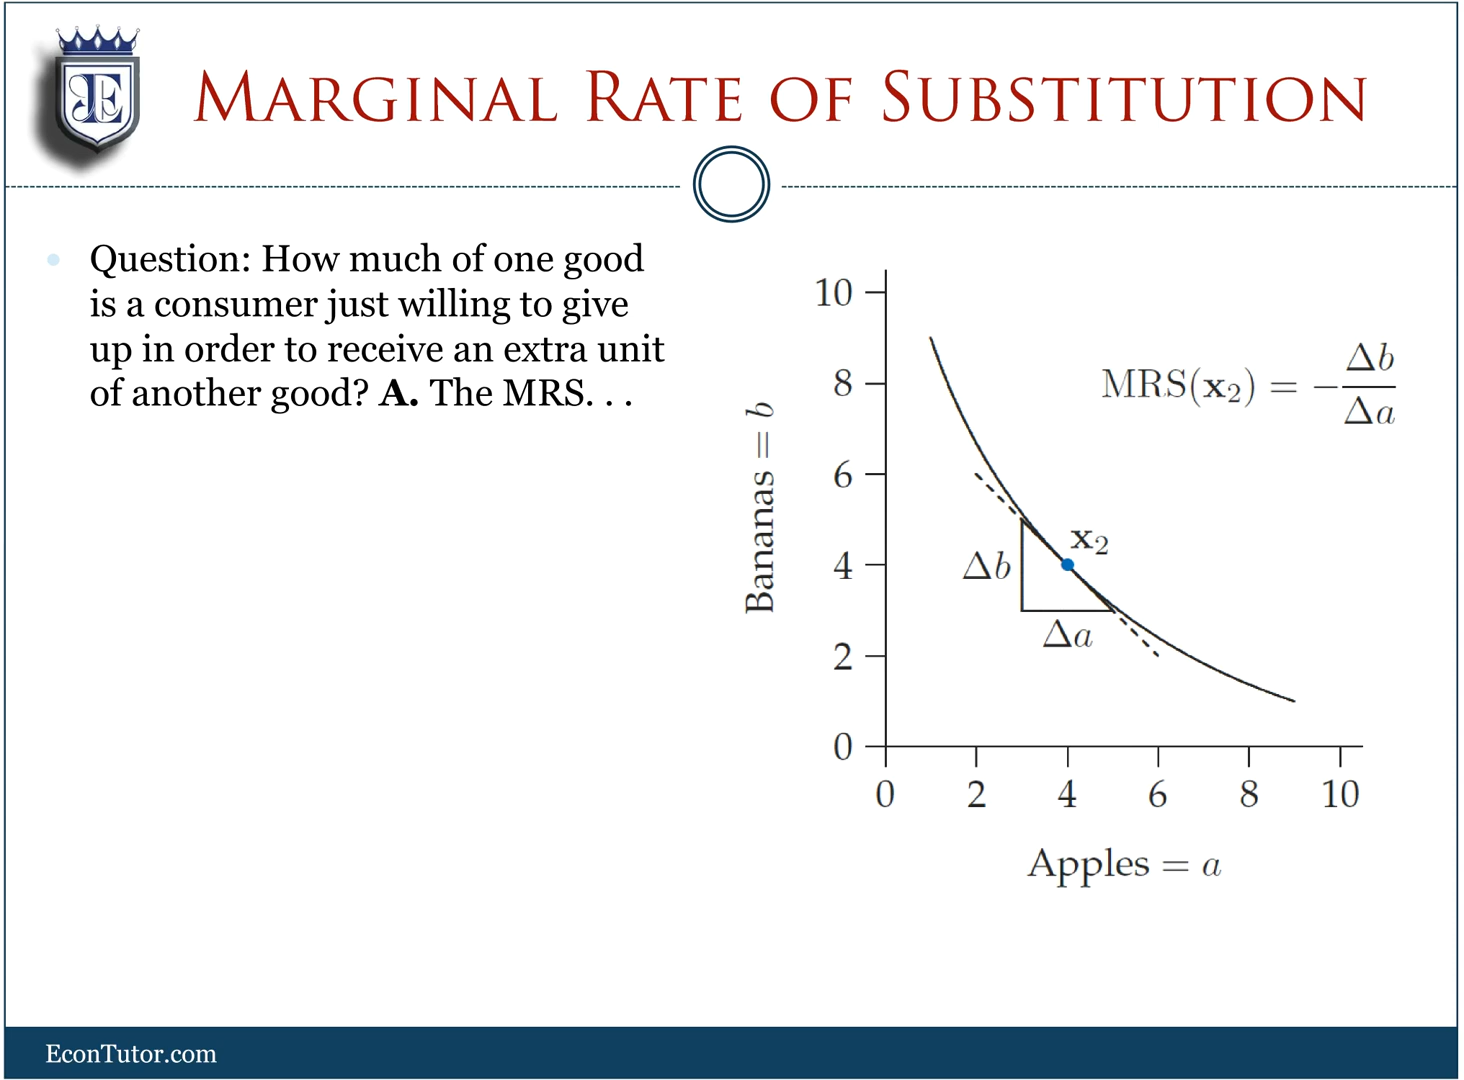 E
MARGINAL RATE OF SUBSTITUTION
Question: How much of one good
is a consumer just willing to give
up in order to receive an extra unit
of another good? A. The MRS. . .
10
8
6
4
2
0
Bananas = b
MRS(x₂) = −Δb/Δa
x₂
Δb
Δa
0 2 4 6 8 10
Apples = a
EconTutor.com